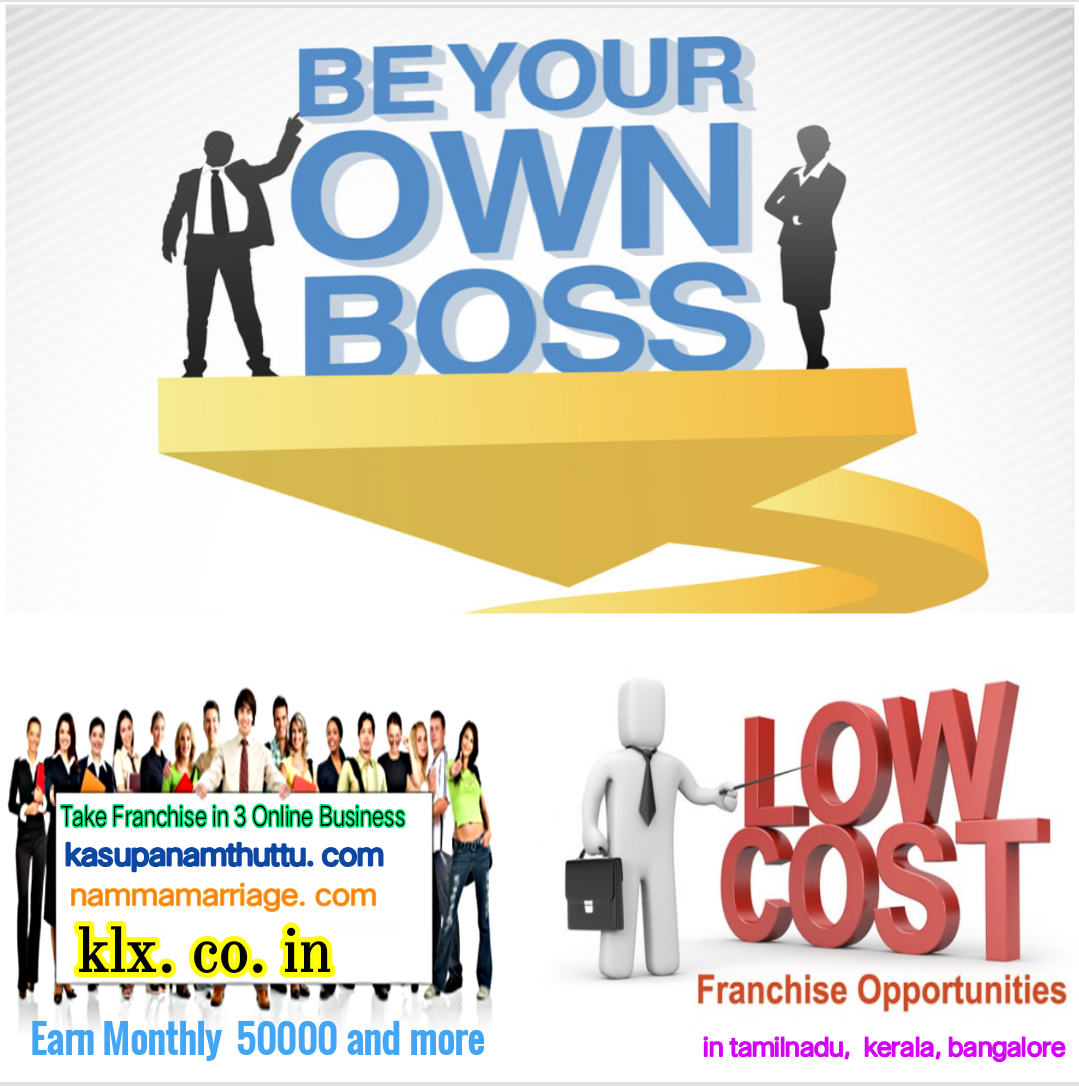 BE YOUR
OWN
BOSS
Take Franchise in 3 Online Business
kasupanamthuttu. com
nammamarriage. com
klx. co. in
Earn Monthly 50000 and more
LOW
COST
Franchise Opportunities
in tamilnadu, kerala, bangalore